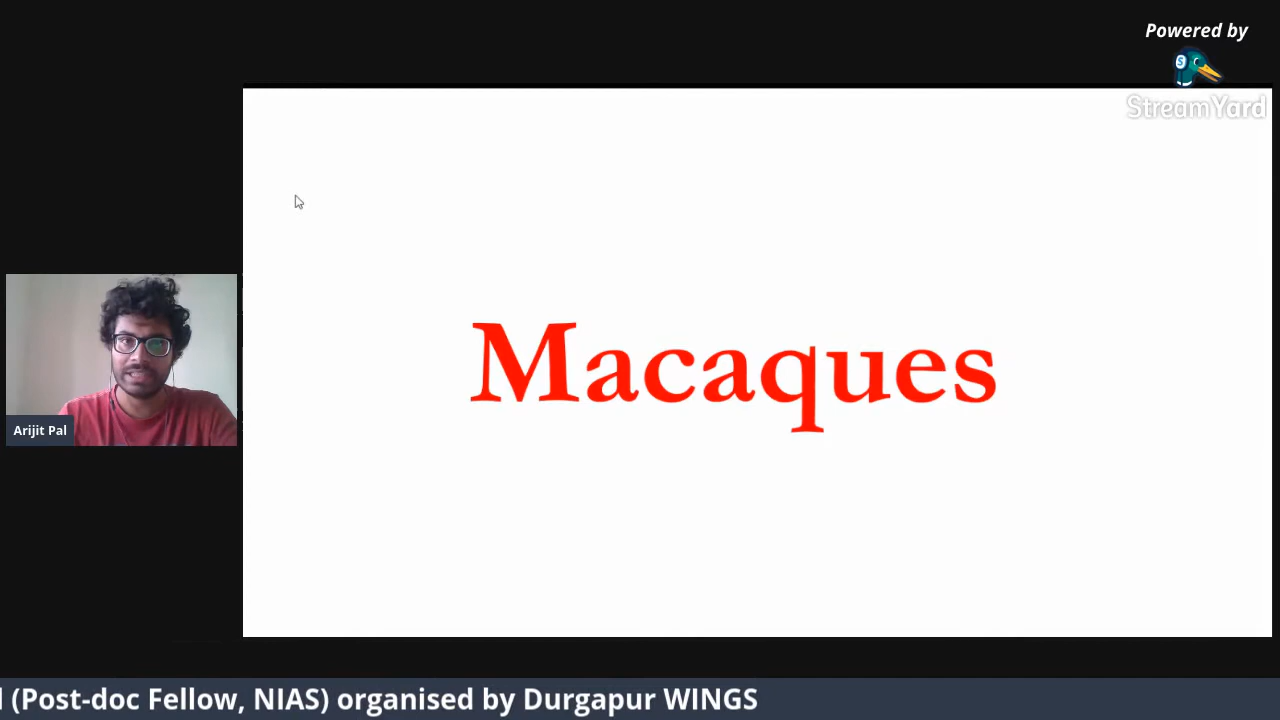 Powered by
StreamYard
Macaques
Arijit Pal
(Post-doc Fellow, NIAS) organised by Durgapur WINGS